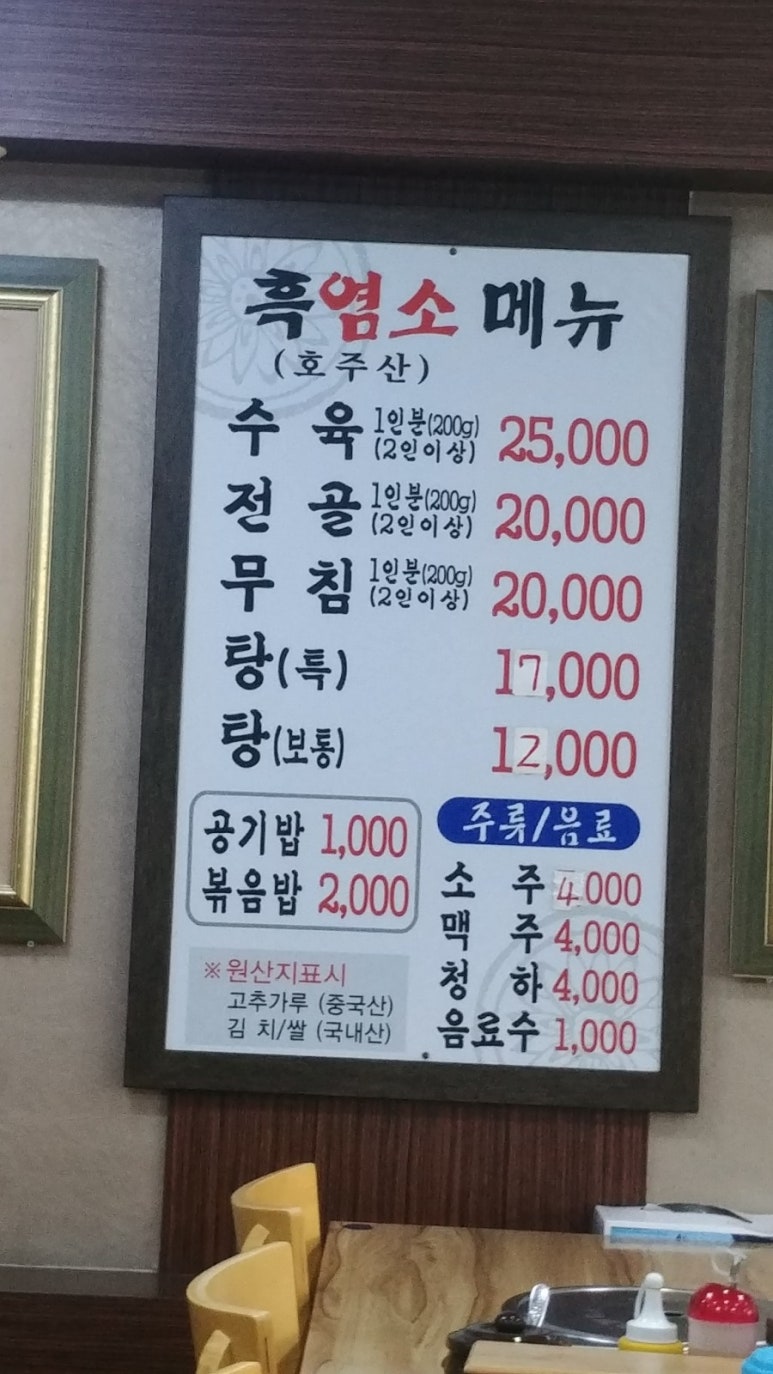 흑염소 메뉴
(호주산)
수 육 1인분(200g) (2인이상) 25,000
전 골 1인분(200g) (2인이상) 20,000
무 침 1인분(200g) (2인이상) 20,000
탕(특) 17,000
탕(보통) 12,000
공기밥 1,000
볶음밥 2,000
※원산지표시
고추가루 (중국산)
김 치/쌀 (국내산)
주류/음료
소 주 4,000
맥 주 4,000
청 하 4,000
음료수 1,000